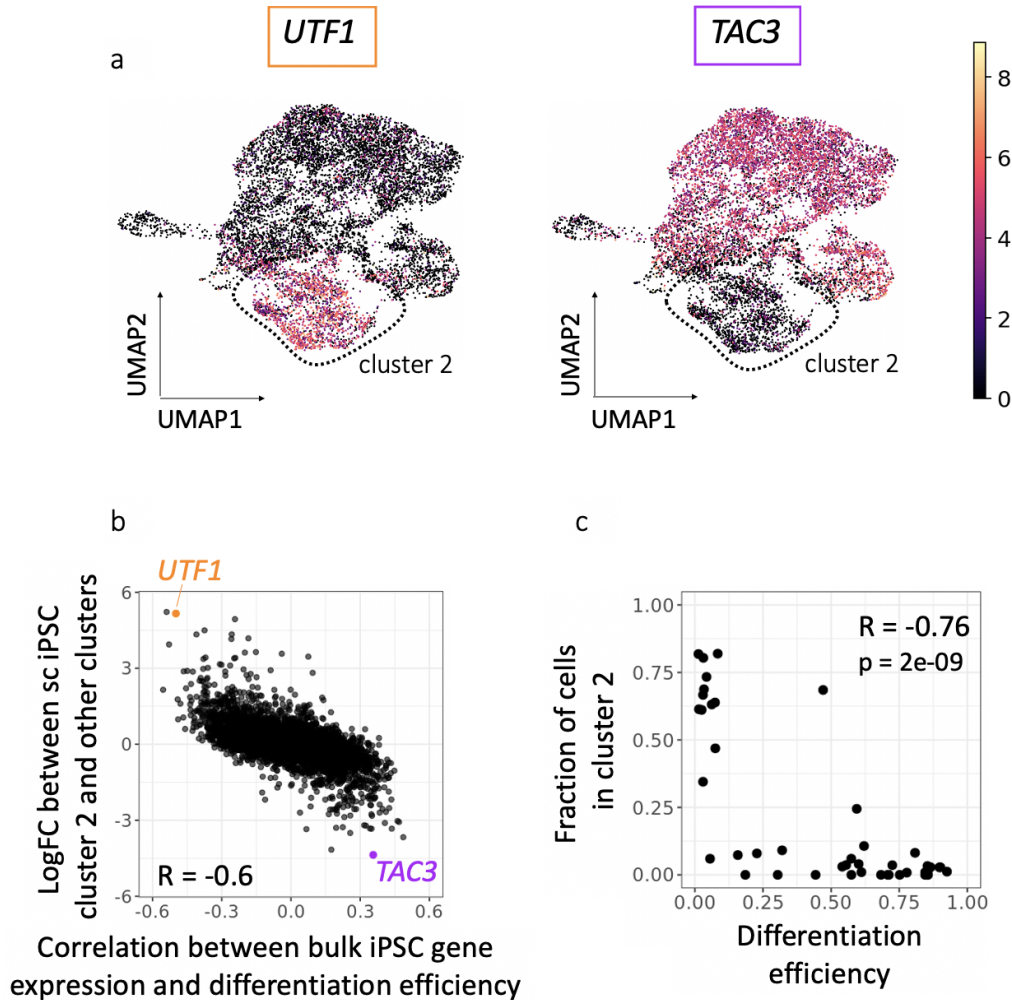 UTF1
TAC3
a
8
6
4
2
0
UMAP2
UMAP1
cluster 2
UMAP2
UMAP1
cluster 2
b
UTF1
LogFC between sc iPSC
cluster 2 and other clusters
6
3
0
-3
-6
R = -0.6
TAC3
-0.6 -0.3 0.0 0.3 0.6
Correlation between bulk iPSC gene
expression and differentiation efficiency
c
Fraction of cells
in cluster 2
1.00
0.75
0.50
0.25
0.00
R = -0.76
p = 2e-09
0.00 0.25 0.50 0.75 1.00
Differentiation
efficiency